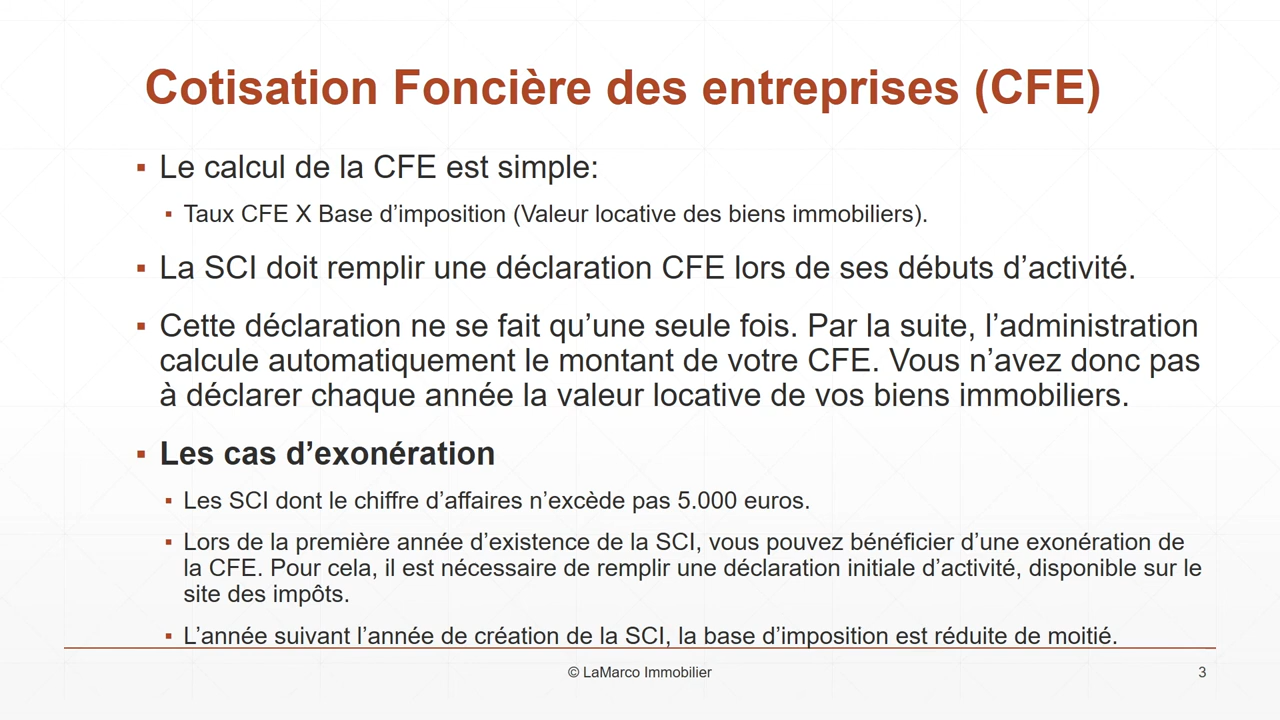 Cotisation Foncière des entreprises (CFE)
▪ Le calcul de la CFE est simple:
▪ Taux CFE X Base d’imposition (Valeur locative des biens immobiliers).
▪ La SCI doit remplir une déclaration CFE lors de ses débuts d’activité.
▪ Cette déclaration ne se fait qu’une seule fois. Par la suite, l’administration
calcule automatiquement le montant de votre CFE. Vous n’avez donc pas
à déclarer chaque année la valeur locative de vos biens immobiliers.
▪ Les cas d’exonération
▪ Les SCI dont le chiffre d’affaires n’excède pas 5.000 euros.
▪ Lors de la première année d’existence de la SCI, vous pouvez bénéficier d’une exonération de
la CFE. Pour cela, il est nécessaire de remplir une déclaration initiale d’activité, disponible sur le
site des impôts.
▪ L’année suivant l’année de création de la SCI, la base d’imposition est réduite de moitié.
© LaMarco Immobilier
3